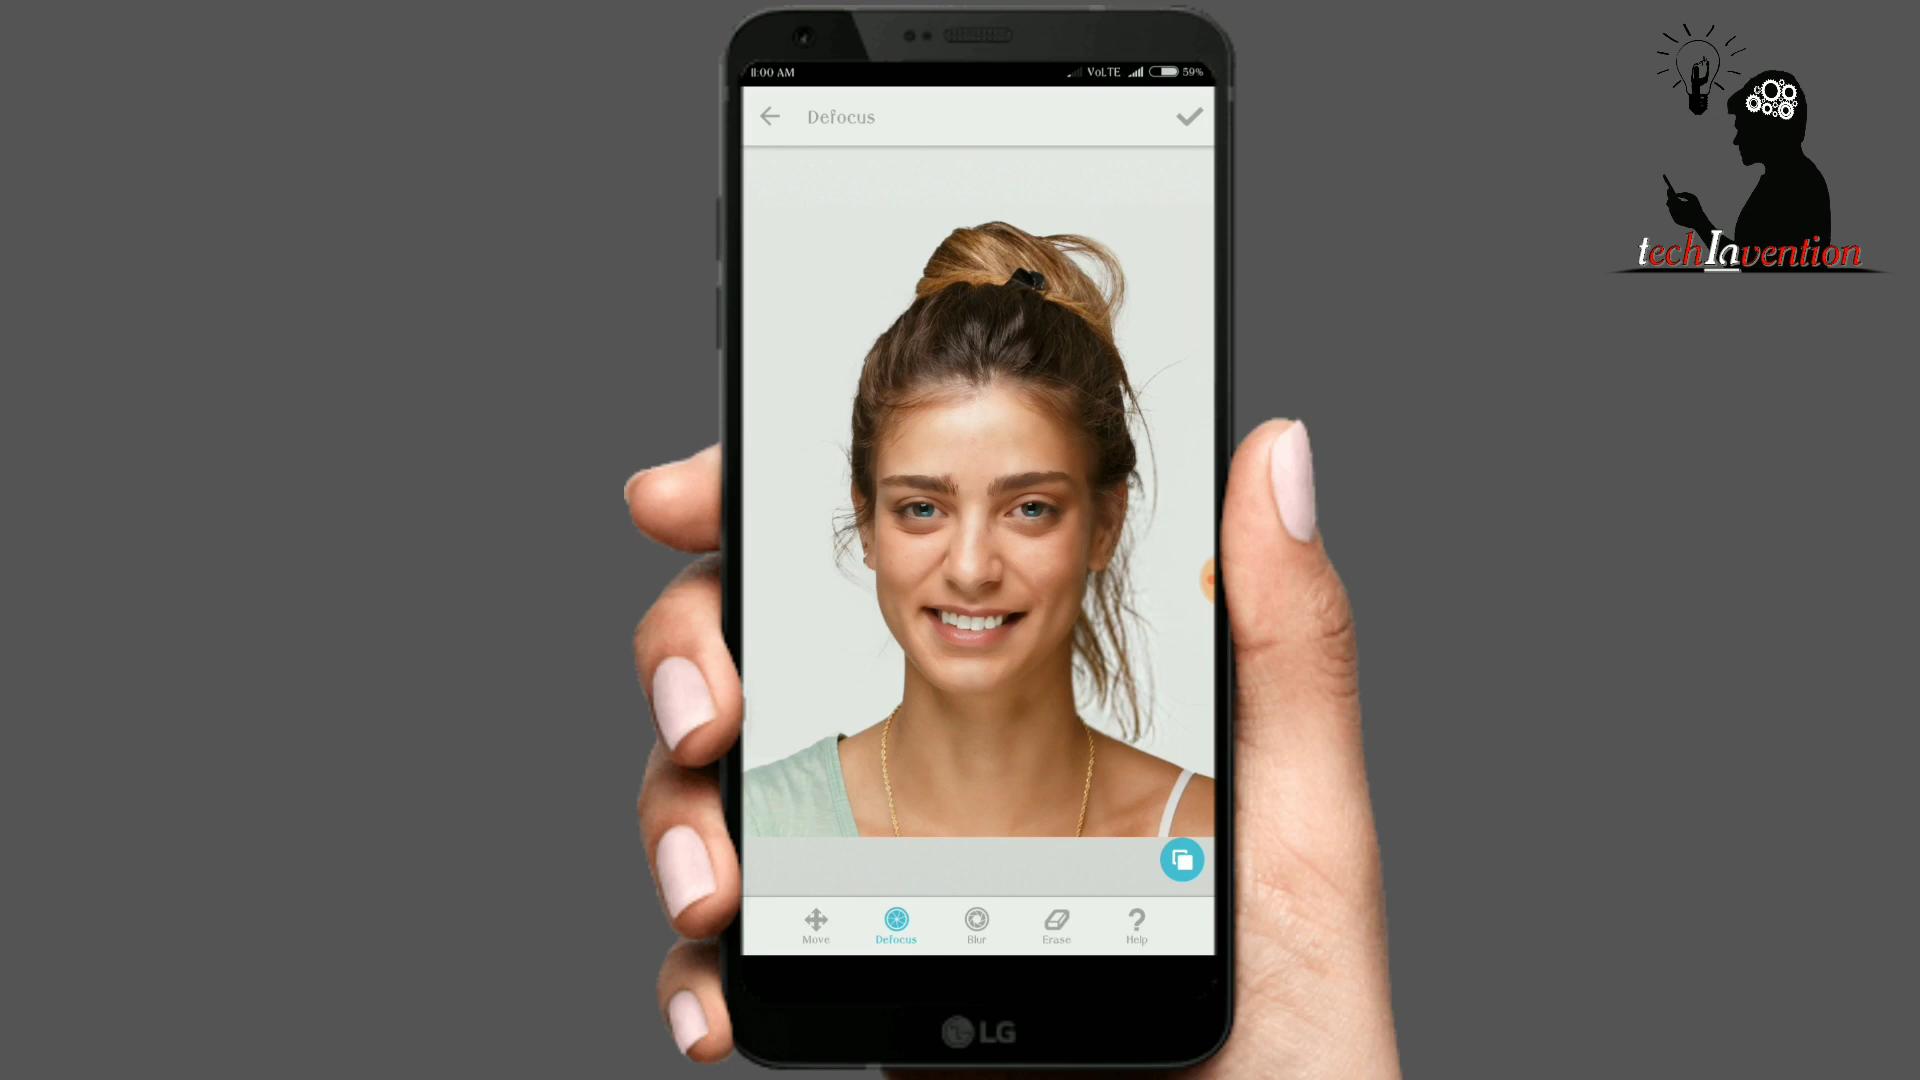 11:00 AM VoLTE 59%
Defocus
techInvention
Move Defocus Blur Erase Help
LG